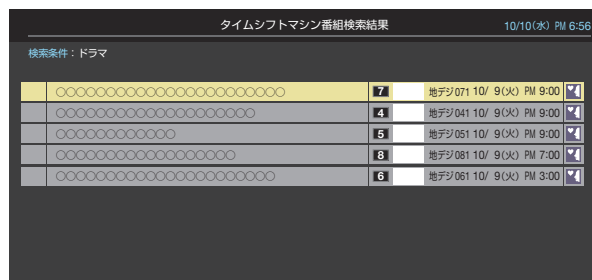 タイムシフトマシン番組検索結果 10/10(水) PM 6:56
検索条件：ドラマ
○○○○○○○○○○○○○○○○○○○○○○○ 7 地デジ071 10/ 9(火) PM 9:00
○○○○○○○○○○○○○○○○○○○○ 4 地デジ041 10/ 9(火) PM 9:00
○○○○○○○○○○○○ 5 地デジ051 10/ 9(火) PM 9:00
○○○○○○○○○○○○○○○○○○ 8 地デジ081 10/ 9(火) PM 7:00
○○○○○○○○○○○○○○○○○○○○○○ 6 地デジ061 10/ 9(火) PM 3:00